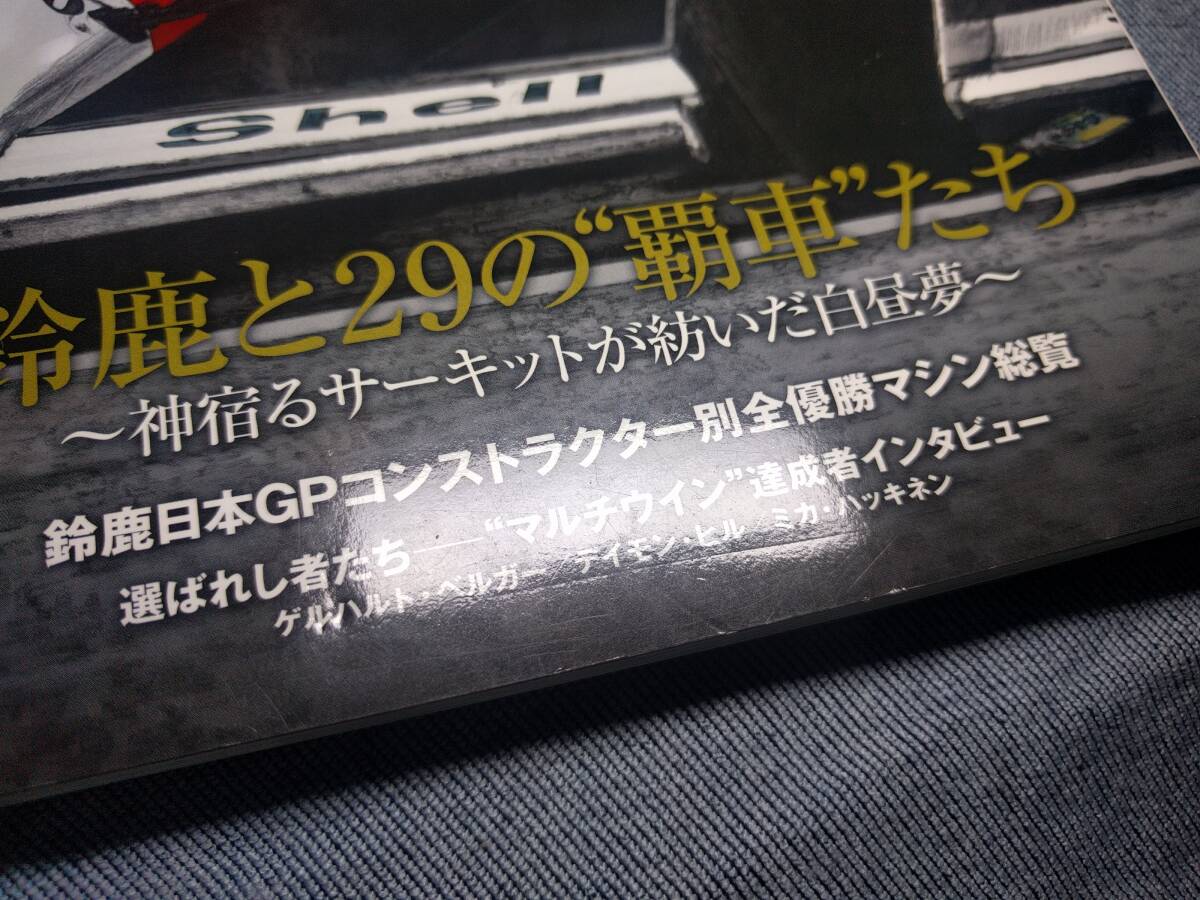 Shell
鈴鹿と29の“覇車”たち
～神宿るサーキットが紡いだ白昼夢～
鈴鹿日本GPコンストラクター別全優勝マシン総覧
選ばれし者たち──“マルチウイン”達成者インタビュー
ゲルハルト・ベルガー　デイモン・ヒル　ミカ・ハッキネン